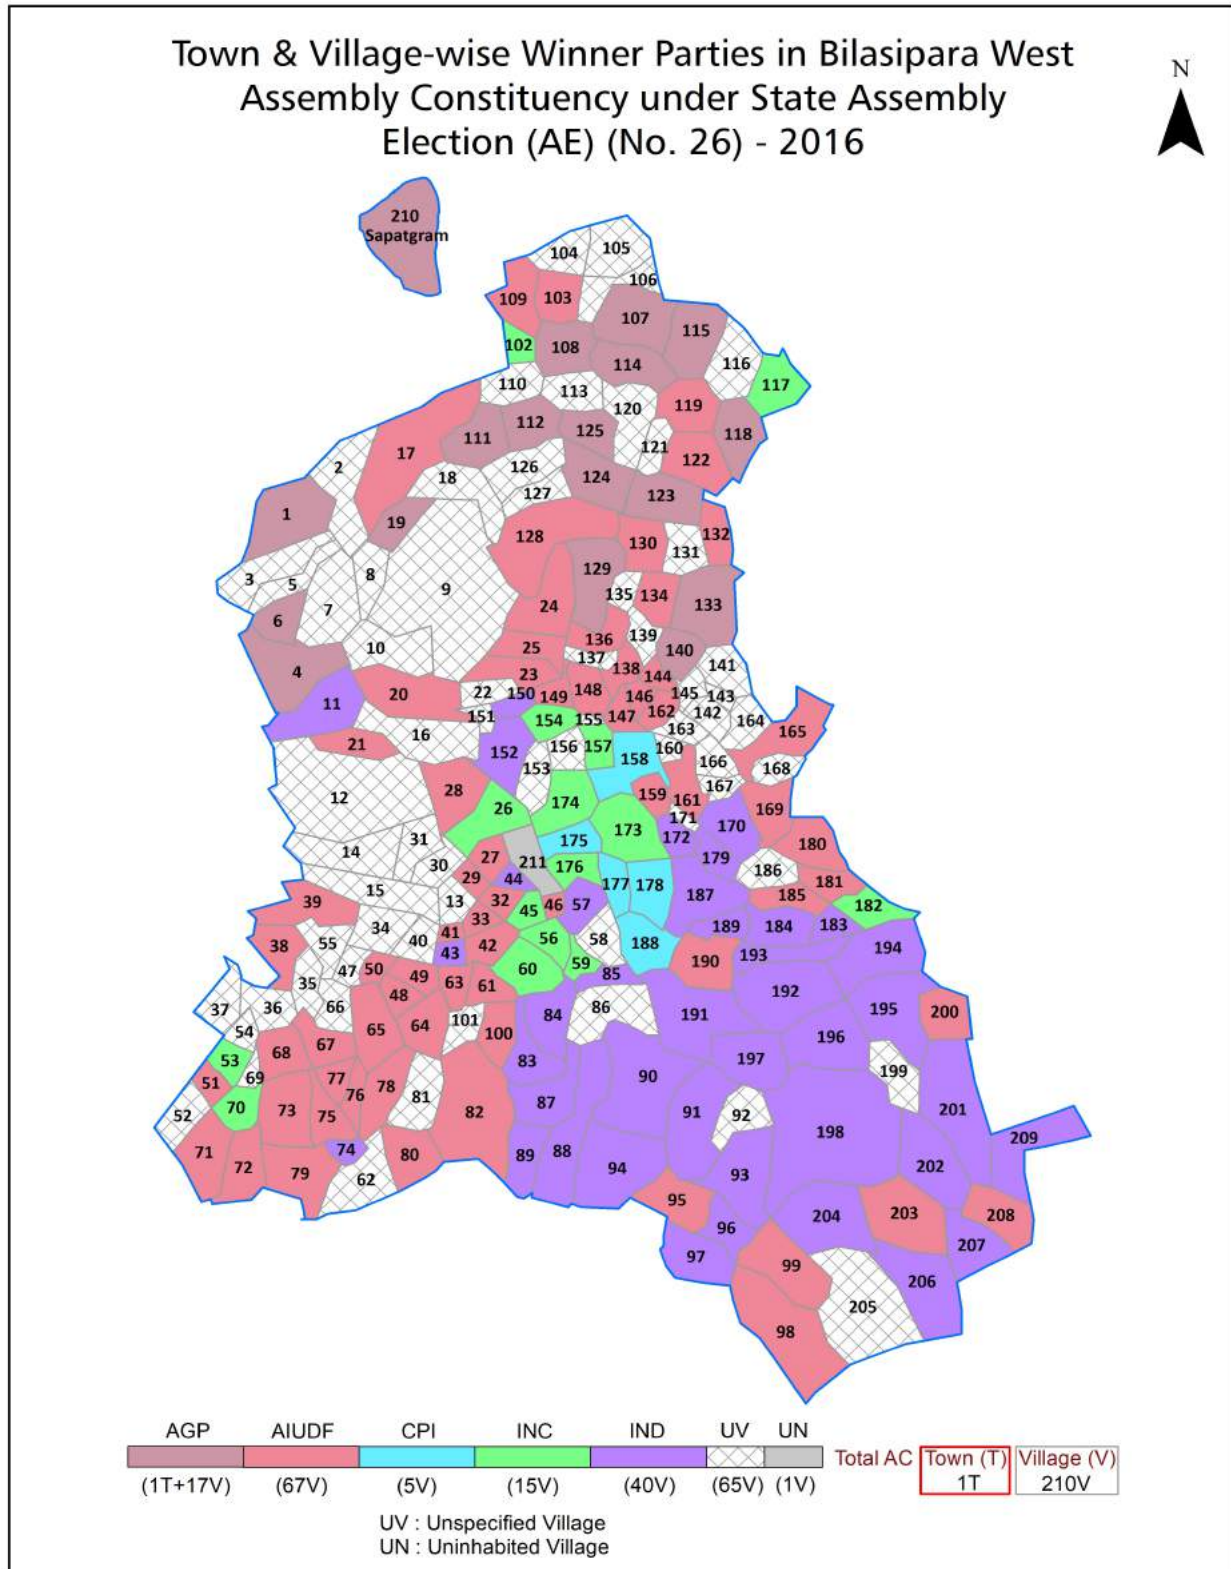 Town & Village-wise Winner Parties in Bilasipara West
Assembly Constituency under State Assembly
Election (AE) (No. 26) - 2016
N
210
Sapatgram
104 105
106
109 103
107
115
102 108
114
116
117
110 113
120 119
112
111 125 118
17 121
122
2 126
18 124
127 123
1 19
128 132
130
131
129
8
3 5
9 135 134
7 24 133
6
136 139
10 25 140
137
138 141
4 23 144
22 150 149 148 146 145 143
11 20
151 154 155 147 162 142 164
163 165
16
21 156 157 160
152 158 166
153 168
167
12 28 159 161
26 174 169
171
173 170
172
31 175 180
14 27 211 176 179
30 186
29 44 177 178 181
15 187 185
39 13 32 46 57 182
45
33
34 41 189 184 183
55 40 42 56 58 188
38 43 193 194
47 50 59 190
49 60 85
35 63 61
48 192
37 36 66
84 86 191 195 200
54 65 64 101
100 196
68 67
53 83 197
69 199
51 77 90
78
76 81
70 87 201
52 73 75 82 91 92
198
209
74
71 89 88
72 80 94 93 202
79 62
95
204 203 208
96
97 207
99
206
205
98
AGP AIUDF CPI INC IND UV UN
Total AC Town (T) Village (V)
(1T+17V) (67V) (5V) (15V) (40V) (65V) (1V) 1T 210V
UV : Unspecified Village
UN : Uninhabited Village